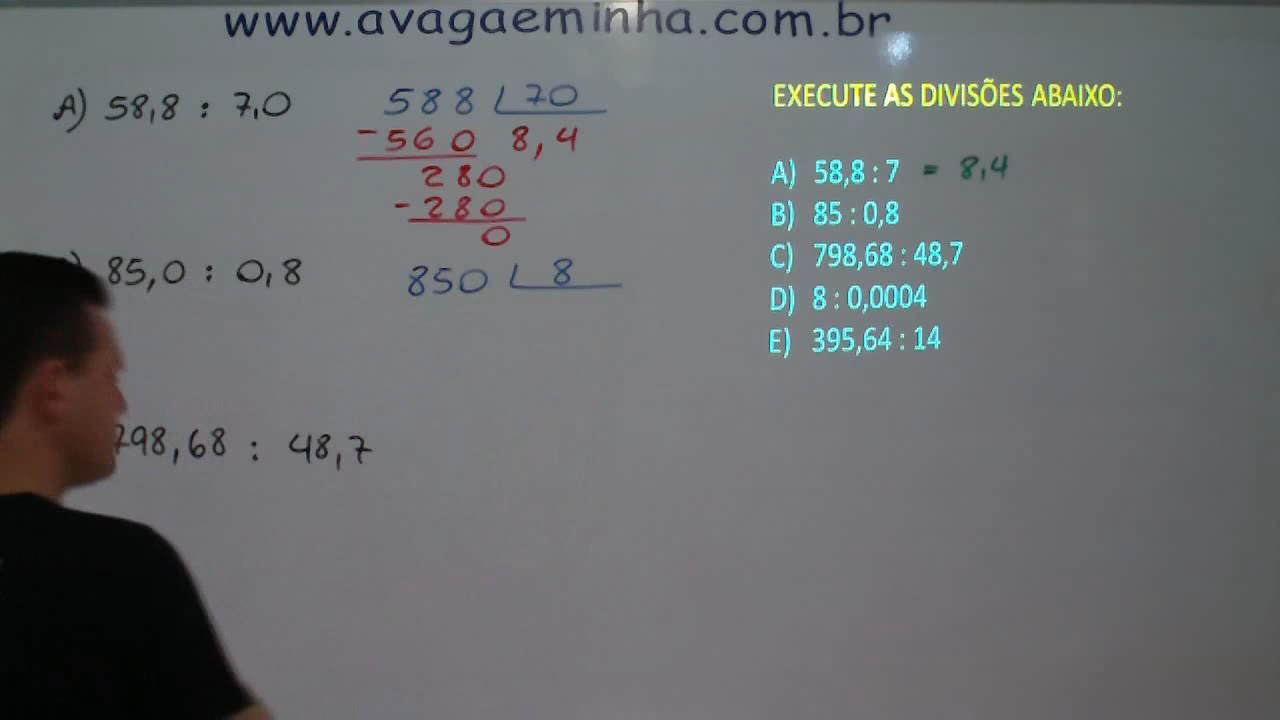 www.avagaeminha.com.br
A) 58,8 : 7,0
588 70
-560 8,4
280
-280
0
) 85,0 : 0,8
850 8
798,68 : 48,7
EXECUTE AS DIVISÕES ABAIXO:
A) 58,8 : 7 = 8,4
B) 85 : 0,8
C) 798,68 : 48,7
D) 8 : 0,0004
E) 395,64 : 14